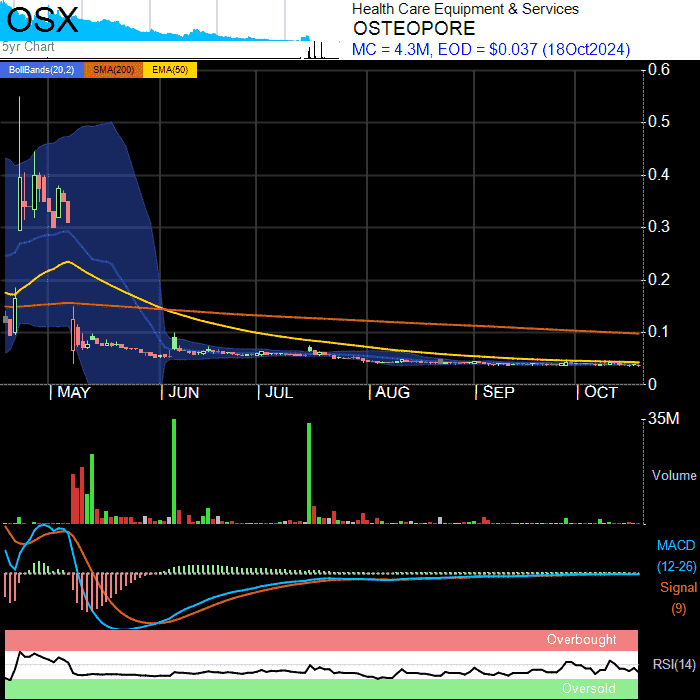 OSX
5yr Chart
Health Care Equipment & Services
OSTEOPORE
MC = 4.3M, EOD = $0.037 (18Oct2024)
BollBands(20,2) SMA(200) EMA(50)
0.6
0.5
0.4
0.3
0.2
0.1
0
MAY JUN JUL AUG SEP OCT
35M
Volume
MACD
(12-26)
Signal
(9)
Overbought
RSI(14)
Oversold